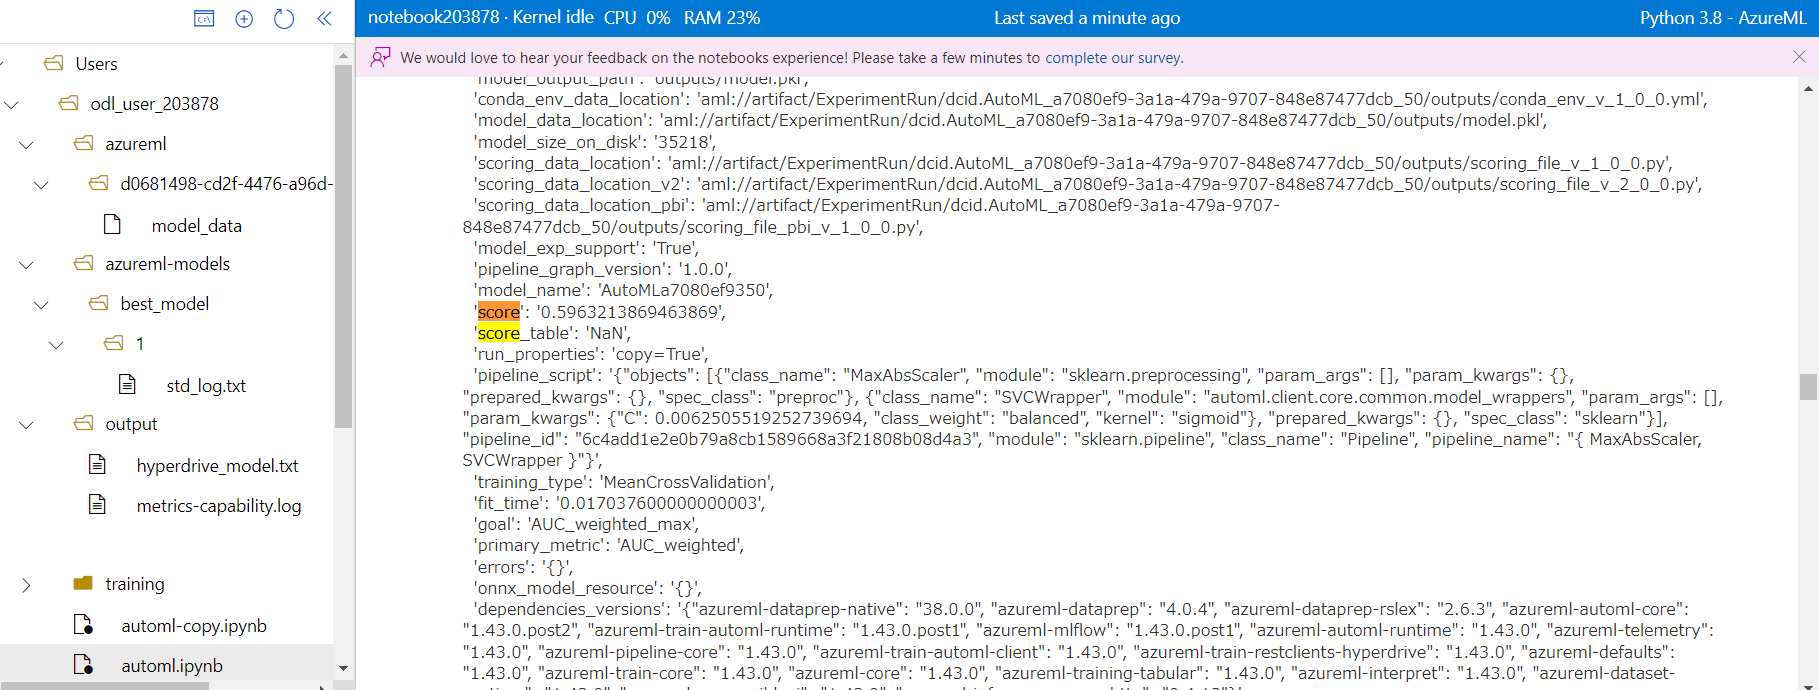 notebook203878 · Kernel idle CPU 0% RAM 23%
Last saved a minute ago
Python 3.8 - AzureML
We would love to hear your feedback on the notebooks experience! Please take a few minutes to complete our survey.
Users
odl_user_203878
azureml
d0681498-cd2f-4476-a96d-
model_data
azureml-models
best_model
1
std_log.txt
output
hyperdrive_model.txt
metrics-capability.log
training
automl-copy.ipynb
automl.ipynb
'model_output_path': 'outputs/model.pkl',
'conda_env_data_location': 'aml://artifact/ExperimentRun/dcid.AutoML_a7080ef9-3a1a-479a-9707-848e87477dcb_50/outputs/conda_env_v_1_0_0.yml',
'model_data_location': 'aml://artifact/ExperimentRun/dcid.AutoML_a7080ef9-3a1a-479a-9707-848e87477dcb_50/outputs/model.pkl',
'model_size_on_disk': '35218',
'scoring_data_location': 'aml://artifact/ExperimentRun/dcid.AutoML_a7080ef9-3a1a-479a-9707-848e87477dcb_50/outputs/scoring_file_v_1_0_0.py',
'scoring_data_location_v2': 'aml://artifact/ExperimentRun/dcid.AutoML_a7080ef9-3a1a-479a-9707-848e87477dcb_50/outputs/scoring_file_v_2_0_0.py',
'scoring_data_location_pbi': 'aml://artifact/ExperimentRun/dcid.AutoML_a7080ef9-3a1a-479a-9707-
848e87477dcb_50/outputs/scoring_file_pbi_v_1_0_0.py',
'model_exp_support': 'True',
'pipeline_graph_version': '1.0.0',
'model_name': 'AutoMLa7080ef9350',
'score': '0.5963213869463869',
'score_table': 'NaN',
'run_properties': 'copy=True',
'pipeline_script': '{"objects": [{"class_name": "MaxAbsScaler", "module": "sklearn.preprocessing", "param_args": [], "param_kwargs": {},
"prepared_kwargs": {}, "spec_class": "preproc"}, {"class_name": "SVCWrapper", "module": "automl.client.core.common.model_wrappers", "param_args": [],
"param_kwargs": {"C": 0.0062505519252739694, "class_weight": "balanced", "kernel": "sigmoid"}, "prepared_kwargs": {}, "spec_class": "sklearn"}],
"pipeline_id": "6c4add1e2e0b79a8cb1589668a3f21808b08d4a3", "module": "sklearn.pipeline", "class_name": "Pipeline", "pipeline_name": "{ MaxAbsScaler,
SVCWrapper }"}',
'training_type': 'MeanCrossValidation',
'fit_time': '0.017037600000000003',
'goal': 'AUC_weighted_max',
'primary_metric': 'AUC_weighted',
'errors': '{}',
'onnx_model_resource': '{}',
'dependencies_versions': '{"azureml-dataprep-native": "38.0.0", "azureml-dataprep": "4.0.4", "azureml-dataprep-rslex": "2.6.3", "azureml-automl-core":
"1.43.0.post2", "azureml-train-automl-runtime": "1.43.0.post1", "azureml-mlflow": "1.43.0.post1", "azureml-automl-runtime": "1.43.0", "azureml-telemetry":
"1.43.0", "azureml-pipeline-core": "1.43.0", "azureml-train-automl-client": "1.43.0", "azureml-train-restclients-hyperdrive": "1.43.0", "azureml-defaults":
"1.43.0", "azureml-train-core": "1.43.0", "azureml-core": "1.43.0", "azureml-training-tabular": "1.43.0", "azureml-interpret": "1.43.0", "azureml-dataset-